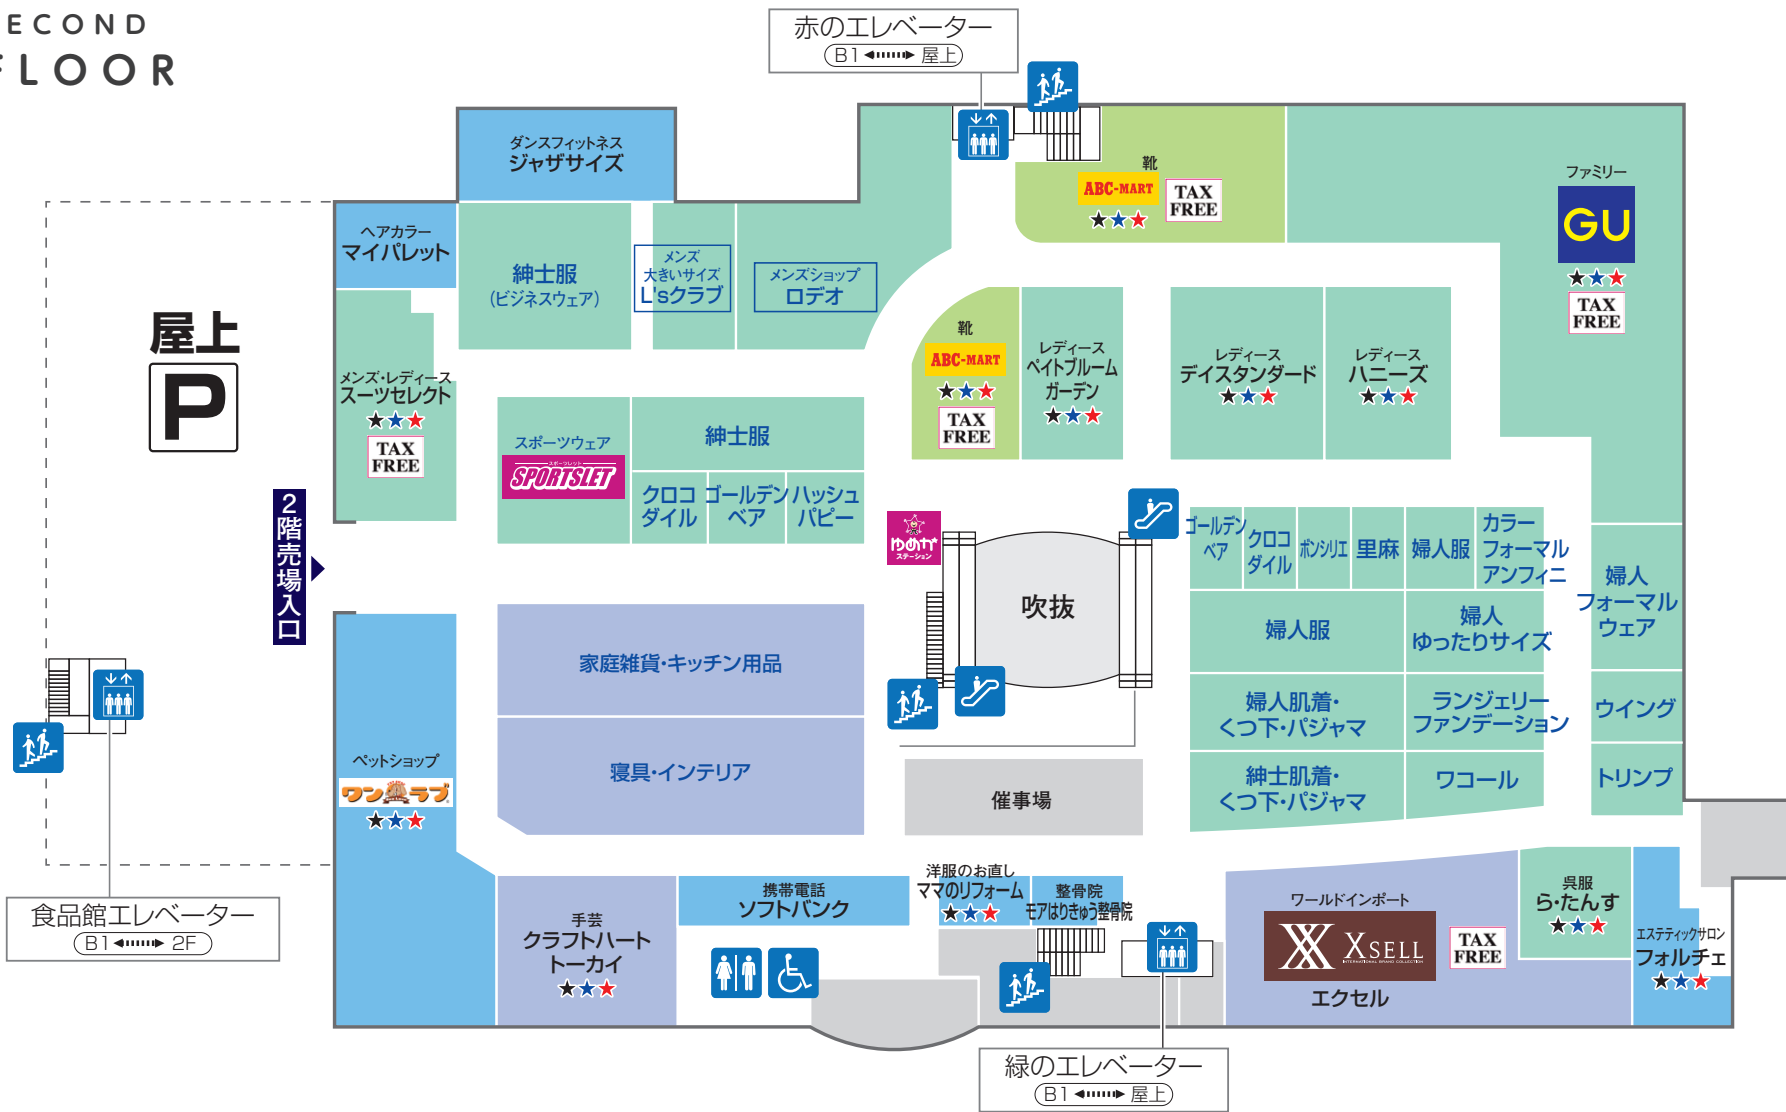 ECOND
FLOOR
赤のエレベーター
B1 屋上
ダンスフィットネス
ジャザサイズ
ヘアカラー
マイパレット
紳士服
(ビジネスウェア)
メンズ
大きいサイズ
L'sクラブ
メンズショップ
ロデオ
靴
ABC-MART
★★★
TAX
FREE
ファミリー
GU
★★★
TAX
FREE
屋上
P
メンズ・レディース
スーツセレクト
★★★
TAX
FREE
靴
ABC-MART
★★★
TAX
FREE
レディース
ペイトブルーム
ガーデン
★★★
レディース
デイスタンダード
★★★
レディース
ハニーズ
★★★
スポーツウェア
スポーツレット
SPORTSLET
紳士服
クロコ
ダイル
ゴールデン
ベア
ハッシュ
パピー
2階売場入口
ゆめか
ステーション
吹抜
ゴールデン
ベア
クロコ
ダイル
ポンシリエ
里麻
婦人服
カラー
フォーマル
アンフィニ
婦人
フォーマル
ウェア
婦人服
婦人
ゆったりサイズ
家庭雑貨・キッチン用品
婦人肌着・
くつ下・パジャマ
ランジェリー
ファンデーション
ウイング
寝具・インテリア
紳士肌着・
くつ下・パジャマ
ワコール
トリンプ
催事場
ペットショップ
ワンラブ
★★★
食品館エレベーター
B1 2F
手芸
クラフトハート
トーカイ
★★★
携帯電話
ソフトバンク
洋服のお直し
ママのリフォーム
★★★
整骨院
モアはりきゅう整骨院
ワールドインポート
XSELL
INTERNATIONAL BRAND COLLECTION
エクセル
TAX
FREE
呉服
ら・たんす
★★★
エステティックサロン
フォルチェ
★★★
緑のエレベーター
B1 屋上